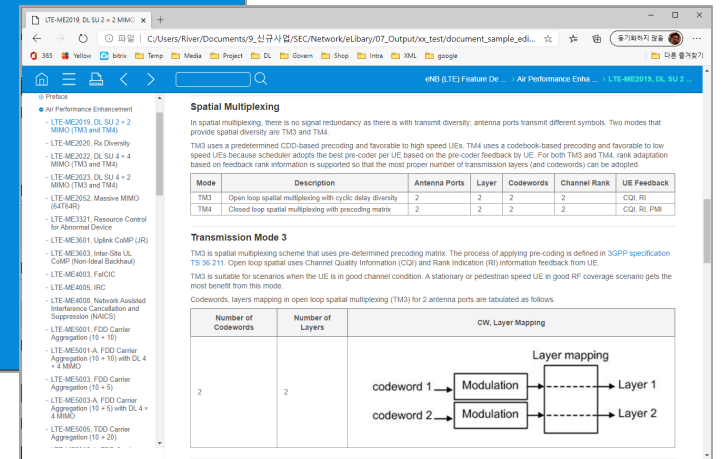 LTE-ME2019, DL SU 2 × 2 MIMO
파일 C:/Users/River/Documents/9_신규사업/SEC/Network/eLibary/07_Output/xx_test/document_sample_edi...
동기화하지 않음
365 Yellow bitrix Temp Media Project DL Govern Shop Intra XML google
다른 즐겨찾기
eNB (LTE) Feature De ... > Air Performance Enha ... > LTE-ME2019, DL SU 2 ...
Preface
Air Performance Enhancement
- LTE-ME2019, DL SU 2 × 2
MIMO (TM3 and TM4)
- LTE-ME2020, Rx Diversity
- LTE-ME2022, DL SU 4 × 2
MIMO (TM3 and TM4)
- LTE-ME2023, DL SU 4 × 2
MIMO (TM3 and TM4)
- LTE-ME2052, Massive MIMO
(64T64R)
- LTE-ME3321, Resource Control
for Abnormal Device
- LTE-ME3601, Uplink CoMP (JR)
- LTE-ME3603, Inter-Site UL
CoMP (Non-Ideal Backhaul)
- LTE-ME4003, FeICIC
- LTE-ME4005, IRC
- LTE-ME4008, Network Assisted
Interference Cancellation and
Suppression (NAICS)
- LTE-ME5001, FDD Carrier
Aggregation (10 + 10)
- LTE-ME5001-A, FDD Carrier
Aggregation (10 + 10) with DL 4
× 4 MIMO
- LTE-ME5003, FDD Carrier
Aggregation (10 + 5)
- LTE-ME5003-A, FDD Carrier
Aggregation (10 + 5) with DL 4 ×
4 MIMO
- LTE-ME5005, TDD Carrier
Aggregation (10 + 20)
Spatial Multiplexing
In spatial multiplexing, there is no signal redundancy as there is with transmit diversity; antenna ports transmit different symbols. Two modes that
provide spatial diversity are TM3 and TM4.
TM3 uses a predetermined CDD-based precoding and favorable to high speed UEs. TM4 uses a codebook-based precoding and favorable to low
speed UEs because scheduler adopts the best pre-coder per UE based on the pre-coder feedback by UE. For both TM3 and TM4, rank adaptation
based on feedback rank information is supported so that the most proper number of transmission layers (and codewords) can be adopted.
Mode Description Antenna Ports Layer Codewords Channel Rank UE Feedback
TM3 Open loop spatial multiplexing with cyclic delay diversity 2 2 2 2 CQI, RI
TM4 Closed loop spatial multiplexing with precoding matrix 2 2 2 2 CQI, RI, PMI
Transmission Mode 3
TM3 is spatial multiplexing scheme that uses pre-determined precoding matrix. The process of applying pre-coding is defined in 3GPP specification
TS 36.211. Open loop spatial uses Channel Quality Information (CQI) and Rank Indication (RI) information feedback from UE.
TM3 is suitable for scenarios when the UE is in good channel condition. A stationary or pedestrian speed UE in good RF coverage scenario gets the
most benefit from this mode.
Codewords, layers mapping in open loop spatial multiplexing (TM3) for 2 antenna ports are tabulated as follows.
Number of Codewords Number of Layers CW, Layer Mapping
2 2
Layer mapping
codeword 1 Modulation Layer 1
codeword 2 Modulation Layer 2